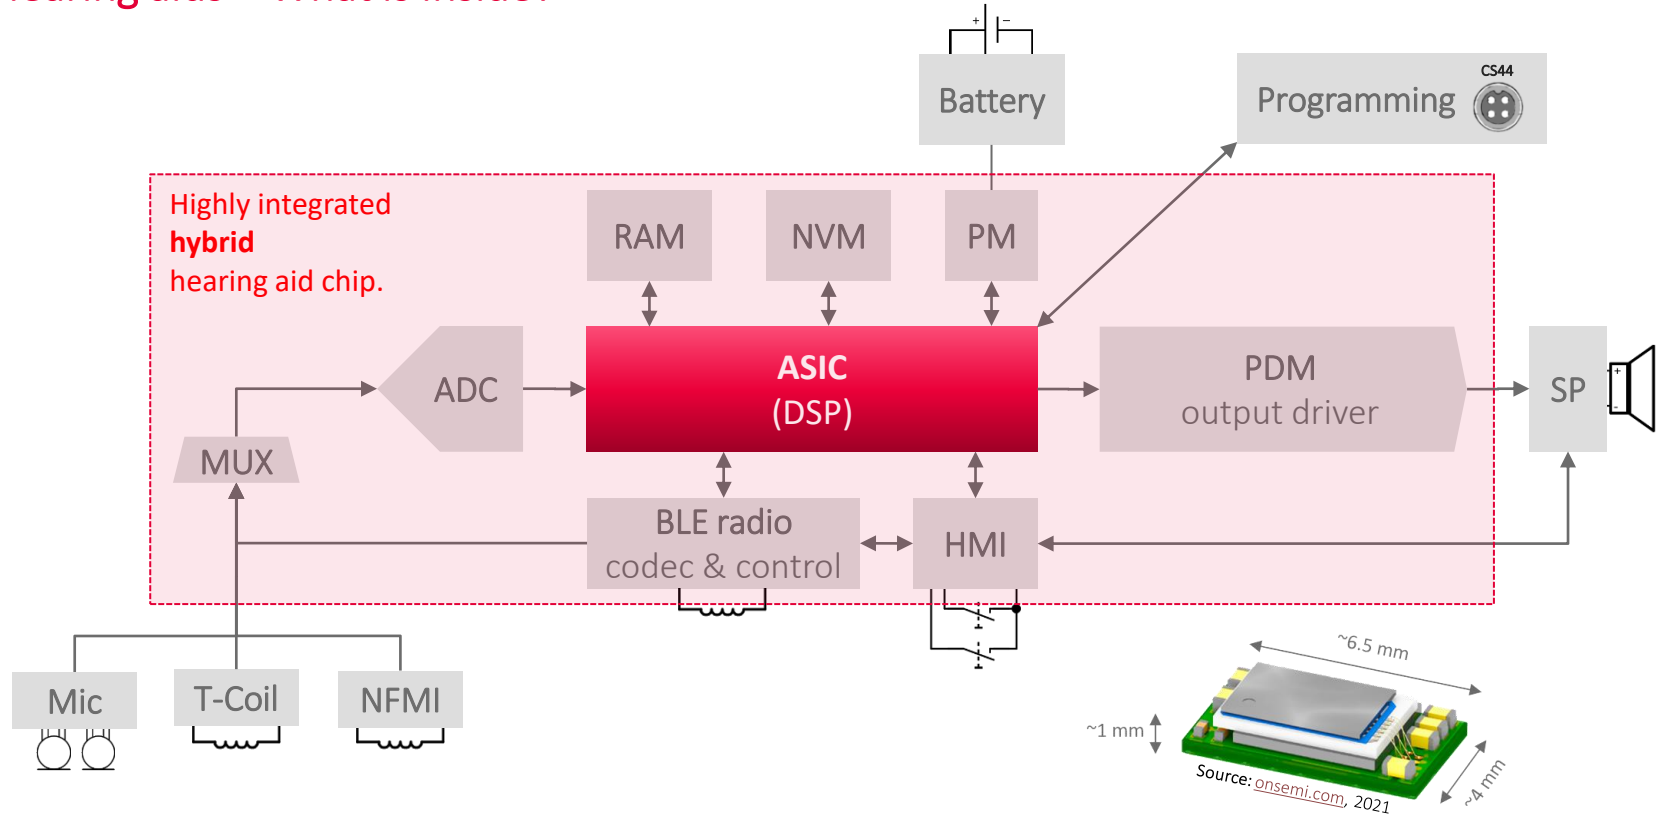 Battery
CS44
Programming
Highly integrated
hybrid
hearing aid chip.
RAM
NVM
PM
ADC
ASIC
(DSP)
PDM
output driver
SP
MUX
BLE radio
codec & control
HMI
Mic
T-Coil
NFMI
~6.5 mm
~1 mm
~4 mm
Source: onsemi.com, 2021